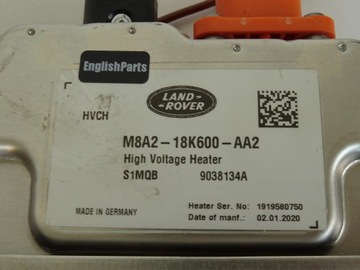 EnglishParts
HVCH
LAND-
ROVER
M8A2-18K600-AA2
High Voltage Heater
S1MQB 9038134A
MADE IN GERMANY
Heater Ser. No: 1919580750
Date of manf.: 02.01.2020